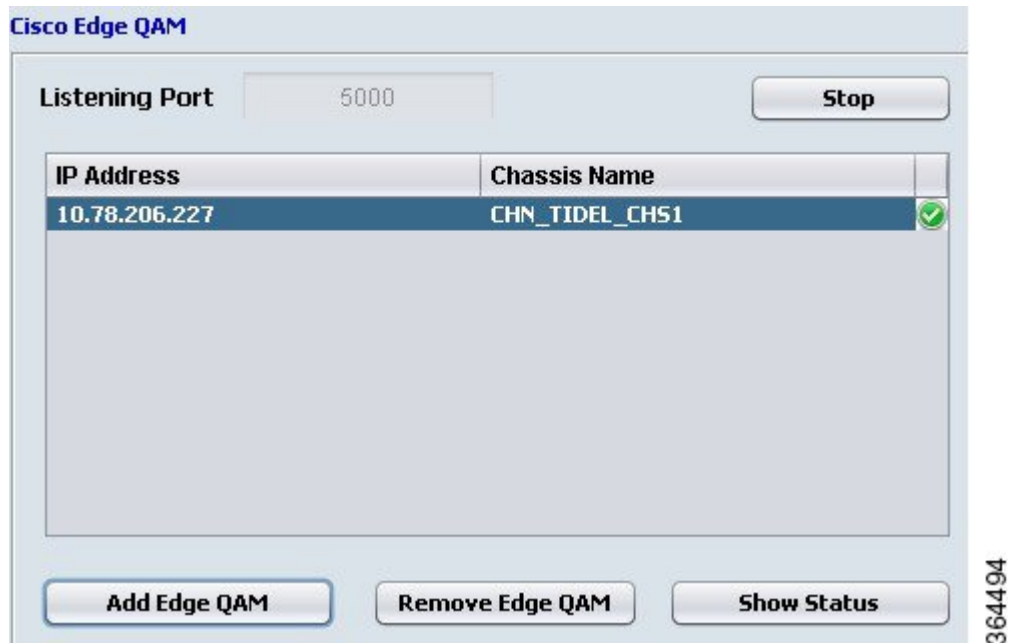 Cisco Edge QAM
Listening Port 5000 Stop
IP Address Chassis Name
10.78.206.227 CHN_TIDEL_CHS1
Add Edge QAM Remove Edge QAM Show Status
364494